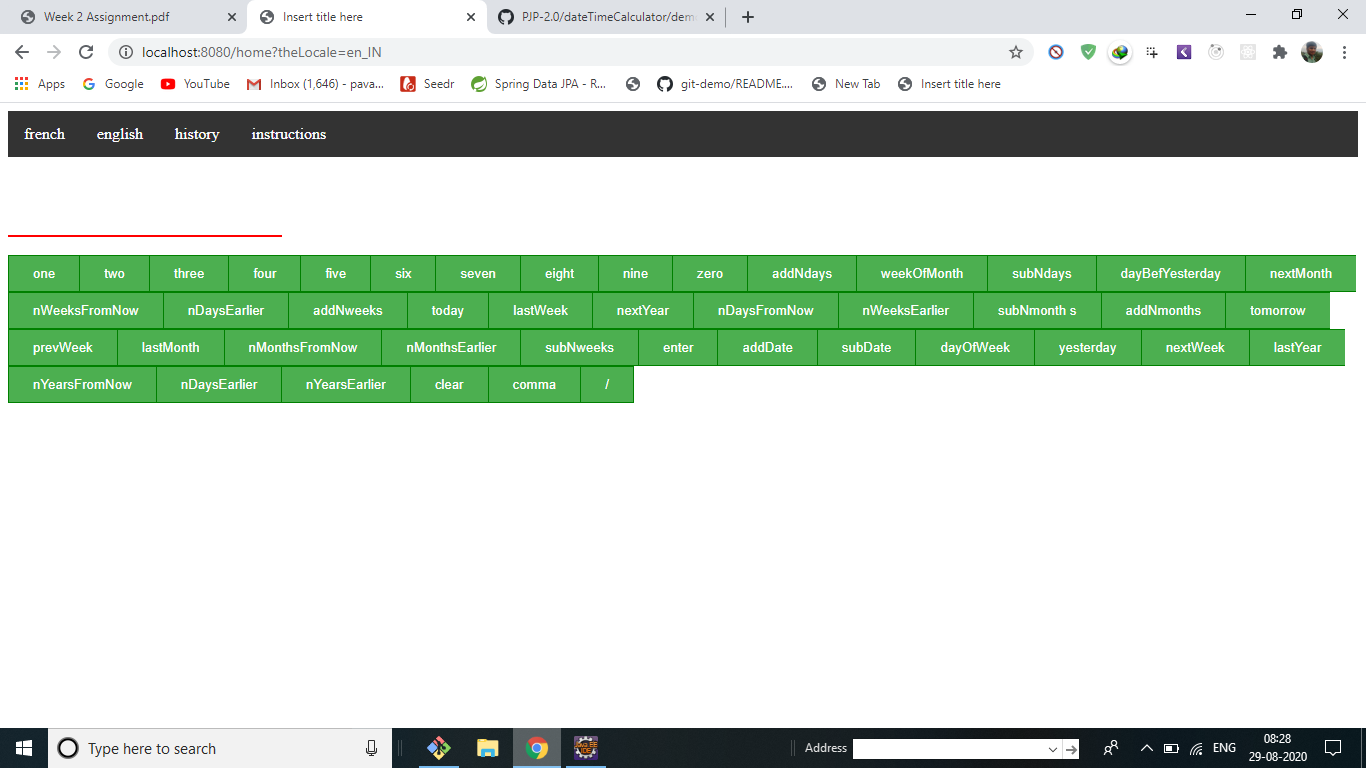 Week 2 Assignment.pdf Insert title here PJP-2.0/dateTimeCalculator/dem
localhost:8080/home?theLocale=en_IN
Apps Google YouTube Inbox (1,646) - pava... Seedr Spring Data JPA - R... git-demo/README.... New Tab Insert title here
french english history instructions
one two three four five six seven eight nine zero addNdays weekOfMonth subNdays dayBefYesterday nextMonth
nWeeksFromNow nDaysEarlier addNweeks today lastWeek nextYear nDaysFromNow nWeeksEarlier subNmonth s addNmonths tomorrow
prevWeek lastMonth nMonthsFromNow nMonthsEarlier subNweeks enter addDate subDate dayOfWeek yesterday nextWeek lastYear
nYearsFromNow nDaysEarlier nYearsEarlier clear comma /
Type here to search Address ENG 08:28
29-08-2020